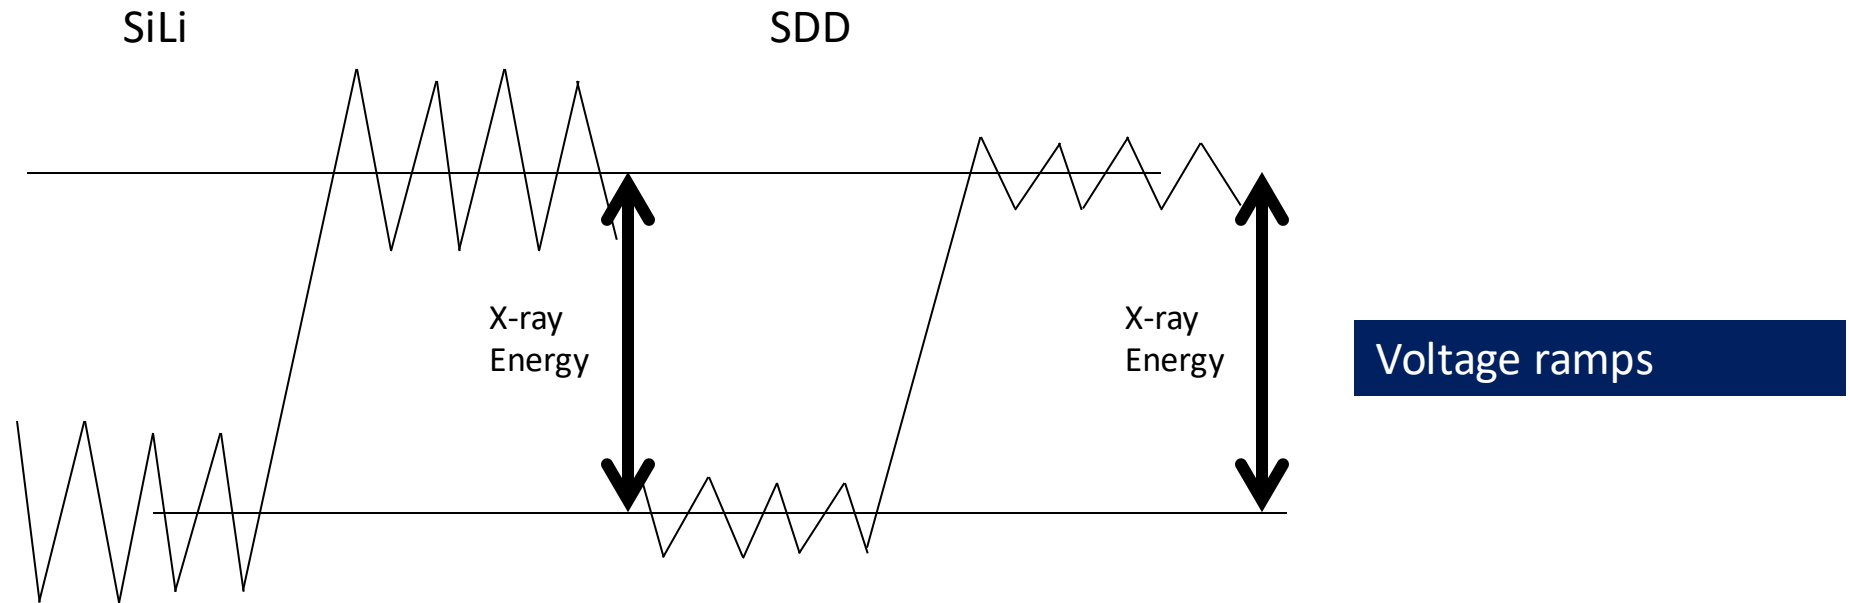 SiLi
SDD
X-ray
Energy
X-ray
Energy
Voltage ramps